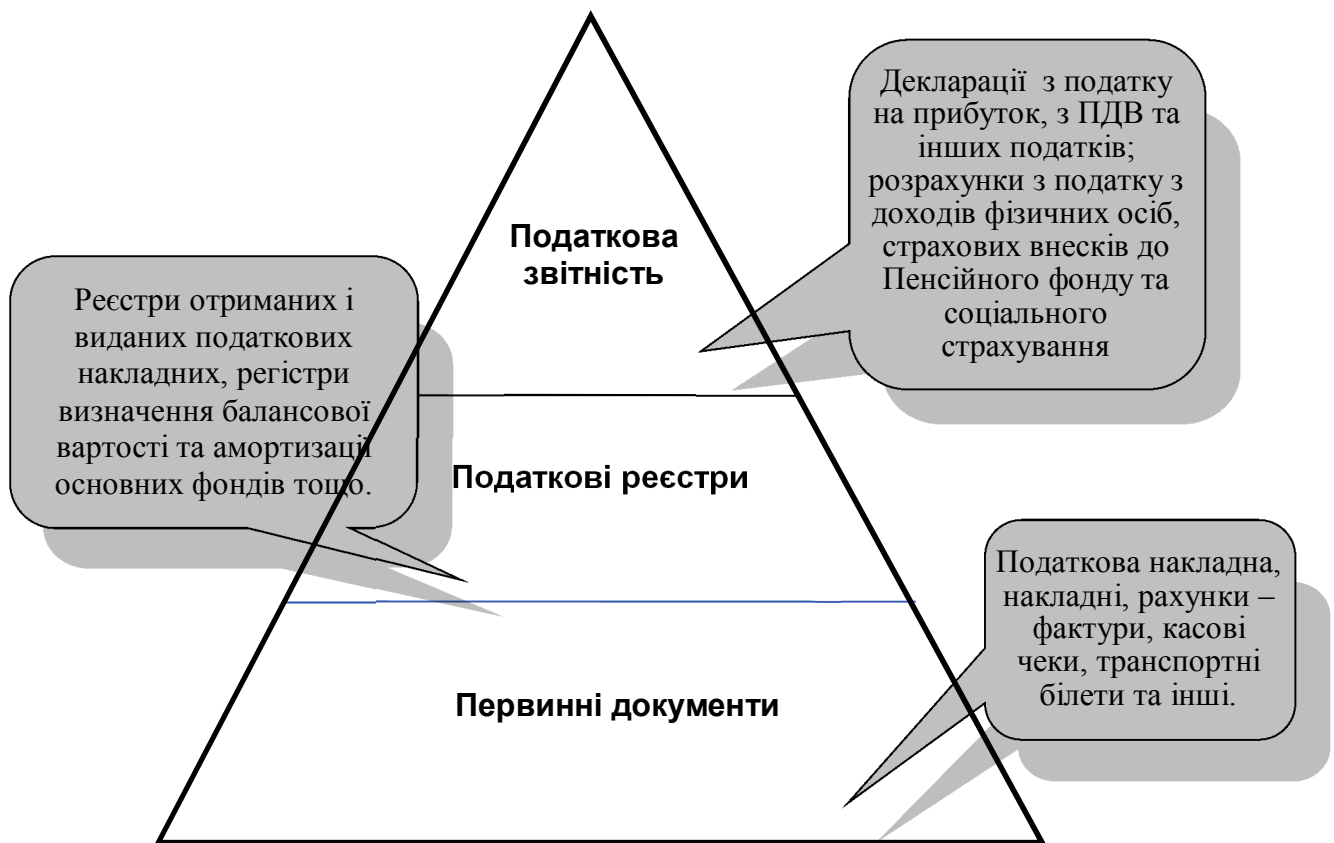 Декларації з податку
на прибуток, з ПДВ та
інших податків;
розрахунки з податку з
доходів фізичних осіб,
страхових внесків до
Пенсійного фонду та
соціального
страхування
Податкова
звітність
Реєстри отриманих і
виданих податкових
накладних, регістри
визначення балансової
вартості та амортизації
основних фондів тощо.
Податкові реєстри
Податкова накладна,
накладні, рахунки –
фактури, касові
чеки, транспортні
білети та інші.
Первинні документи